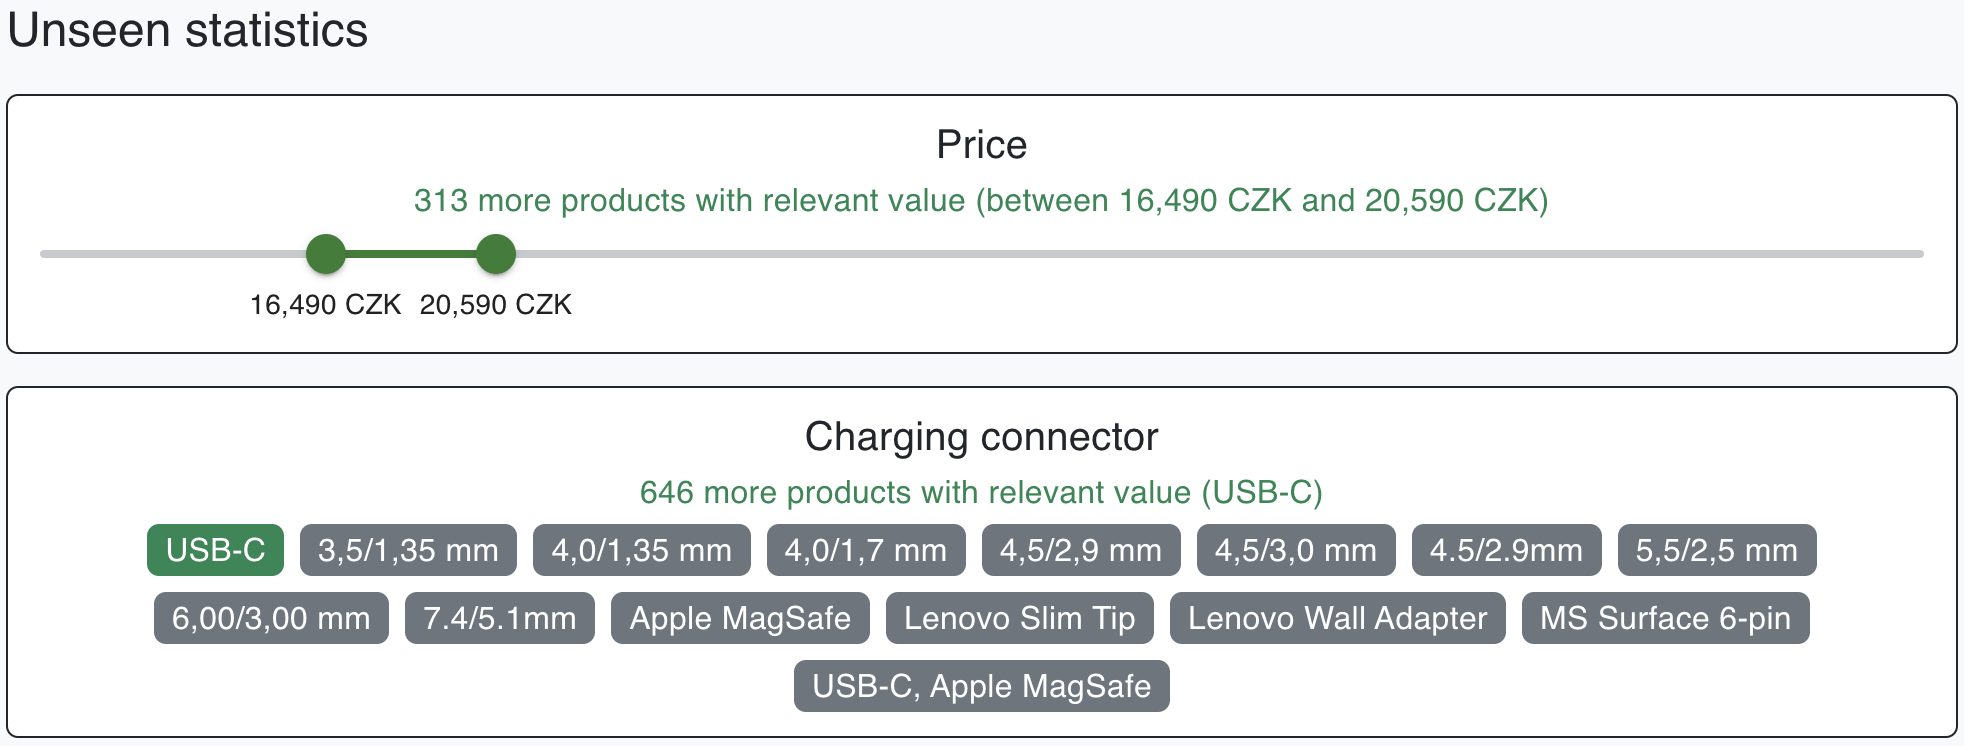 Unseen statistics
Price
313 more products with relevant value (between 16,490 CZK and 20,590 CZK)
16,490 CZK 20,590 CZK
Charging connector
646 more products with relevant value (USB-C)
USB-C 3,5/1,35 mm 4,0/1,35 mm 4,0/1,7 mm 4,5/2,9 mm 4,5/3,0 mm 4.5/2.9mm 5,5/2,5 mm
6,00/3,00 mm 7.4/5.1mm Apple MagSafe Lenovo Slim Tip Lenovo Wall Adapter MS Surface 6-pin
USB-C, Apple MagSafe